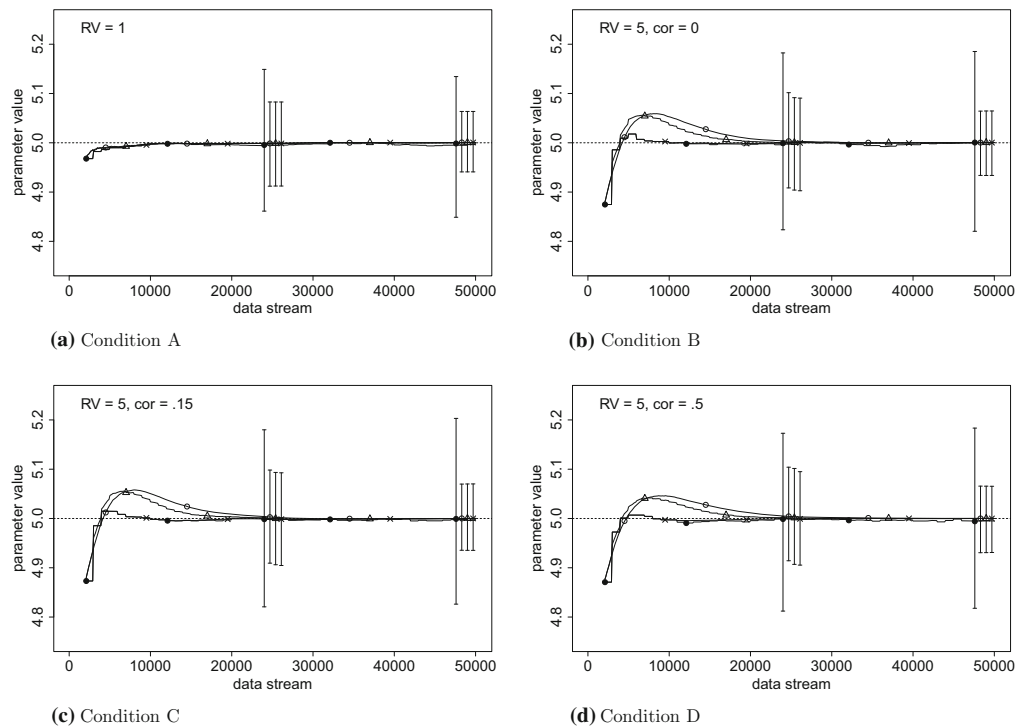 RV = 1
parameter value
5.2
5.1
5.0
4.9
4.8
0 10000 20000 30000 40000 50000
data stream
(a) Condition A
RV = 5, cor = 0
parameter value
5.2
5.1
5.0
4.9
4.8
0 10000 20000 30000 40000 50000
data stream
(b) Condition B
RV = 5, cor = .15
parameter value
5.2
5.1
5.0
4.9
4.8
0 10000 20000 30000 40000 50000
data stream
(c) Condition C
RV = 5, cor = .5
parameter value
5.2
5.1
5.0
4.9
4.8
0 10000 20000 30000 40000 50000
data stream
(d) Condition D